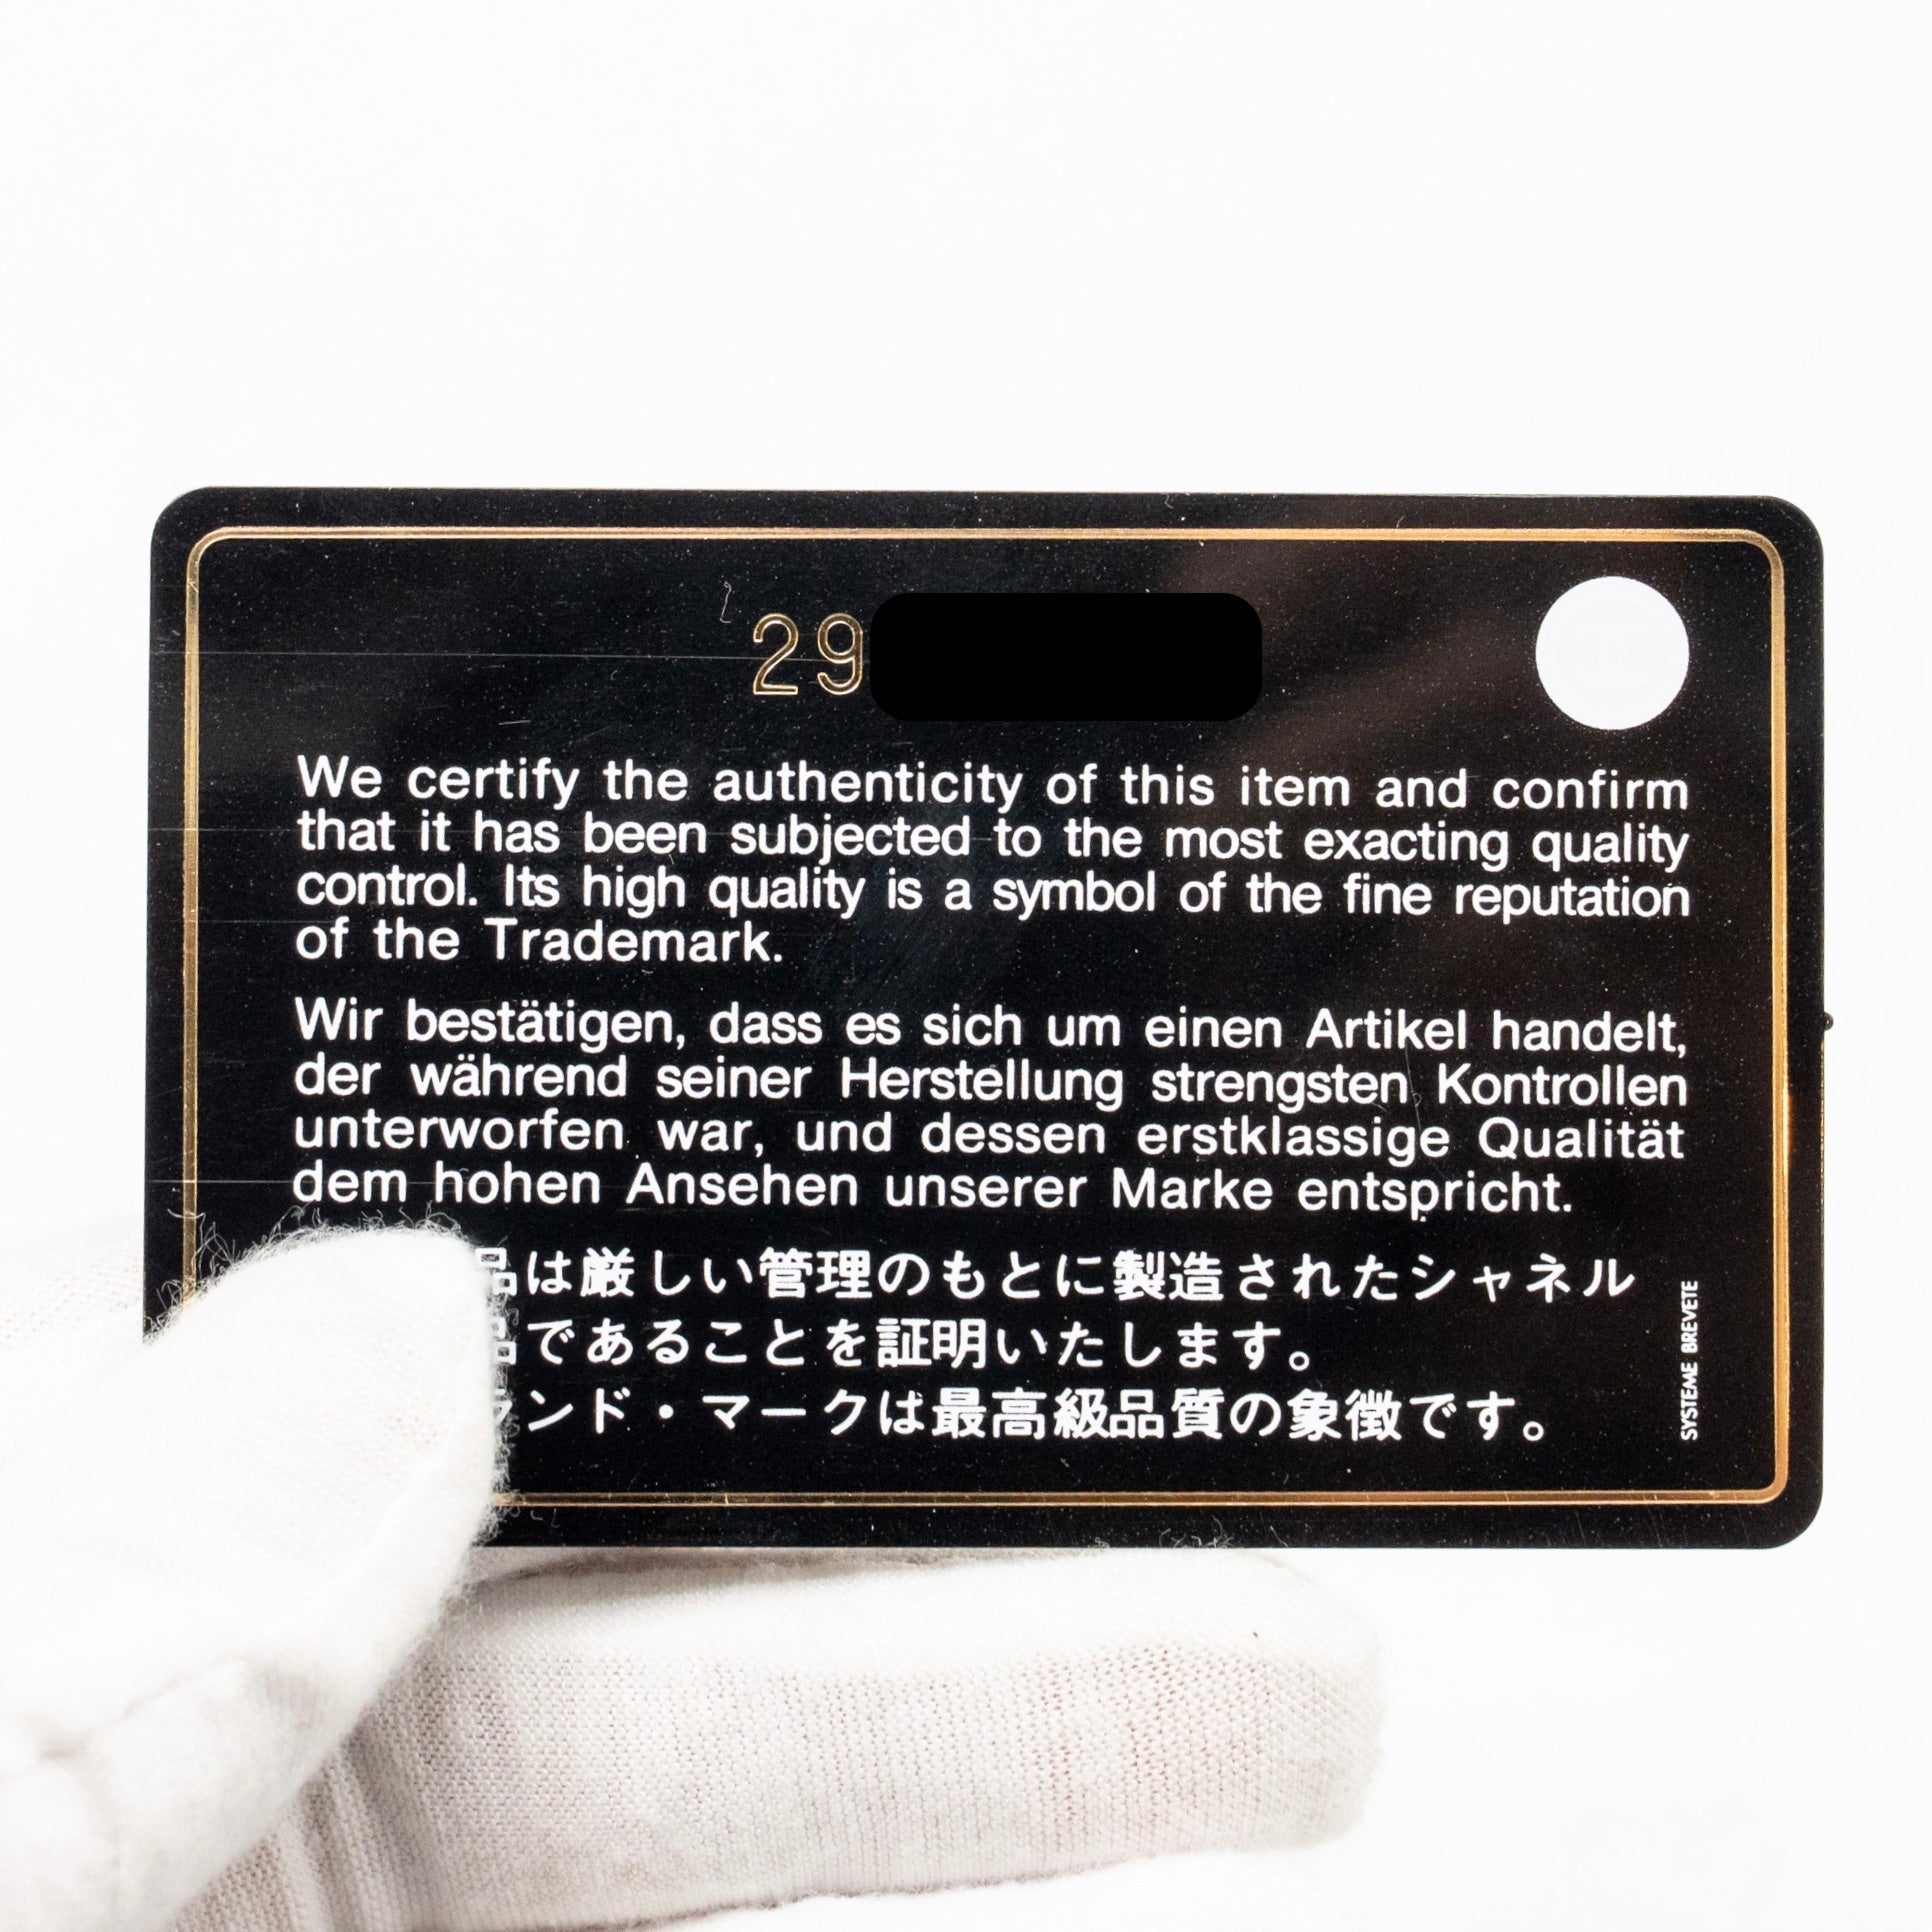 29
We certify the authenticity of this item and confirm
that it has been subjected to the most exacting quality
control. Its high quality is a symbol of the fine reputation
of the Trademark.
Wir bestätigen, dass es sich um einen Artikel handelt,
der während seiner Herstellung strengsten Kontrollen
unterworfen war, und dessen erstklassige Qualität
dem hohen Ansehen unserer Marke entspricht.
品は厳しい管理のもとに製造されたシャネル
品であることを証明いたします。
ランド・マークは最高級品質の象徴です。
SYSTEME BREVETE